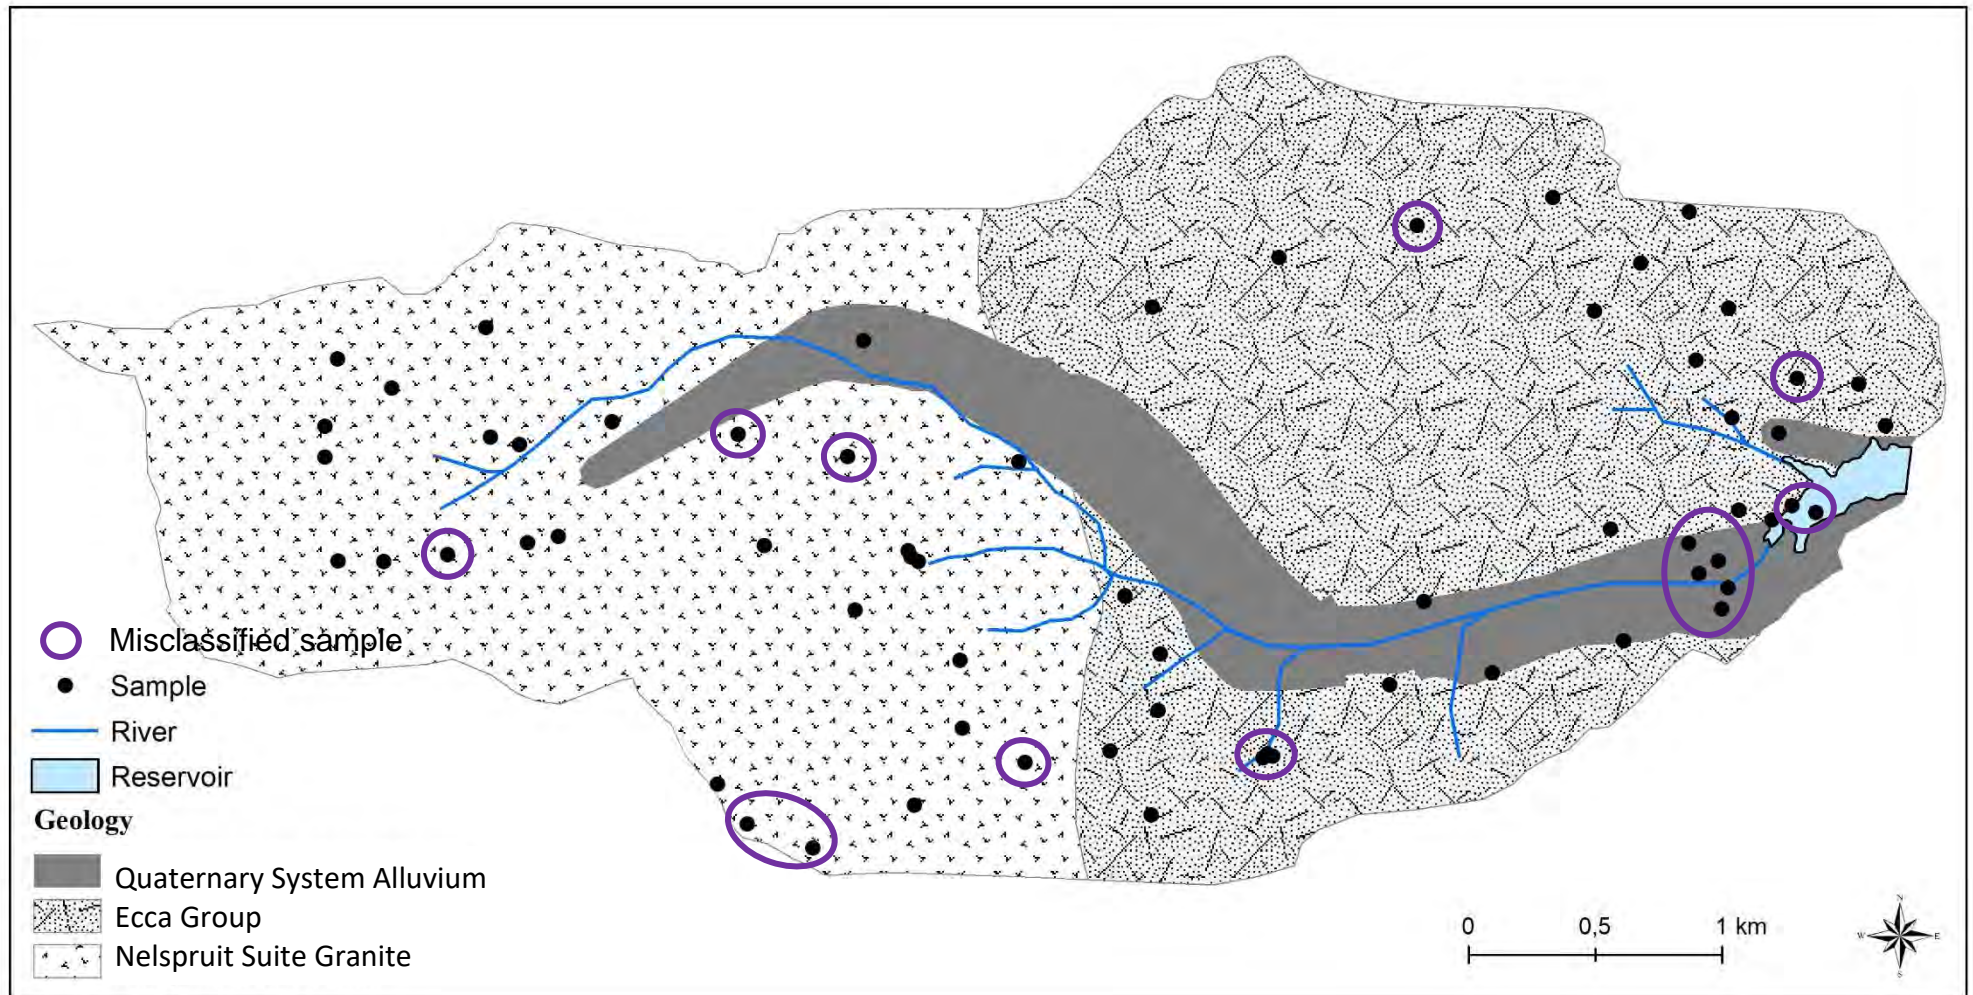 Misclassified sample
Sample
River
Reservoir
Geology
Quaternary System Alluvium
Ecca Group
Nelspruit Suite Granite
0 0,5 1 km
N
W E
S